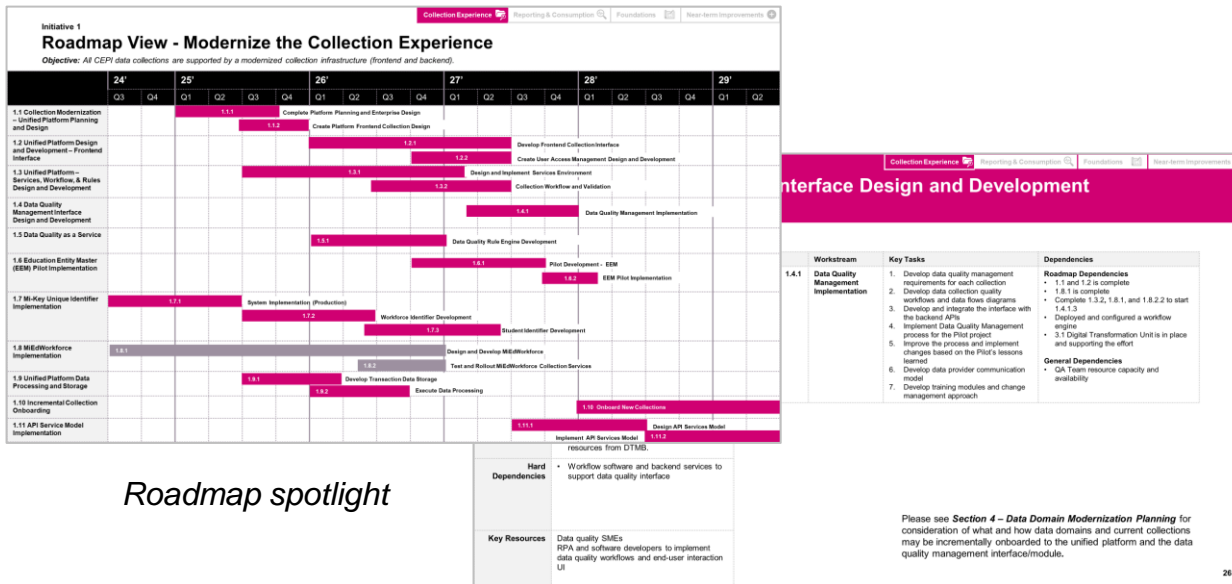 Collection Experience
Reporting & Consumption
Foundations
Near-term improvements
Initiative 1
Roadmap View - Modernize the Collection Experience
Objective: All CEPI data collections are supported by a modernized collection infrastructure (frontend and backend).
24' 25' 26' 27' 28' 29'
Q3 Q4 Q1 Q2 Q3 Q4 Q1 Q2 Q3 Q4 Q1 Q2 Q3 Q4 Q1 Q2 Q3 Q4 Q1 Q2
1.1 Collection Modernization
– Unified Platform Planning
and Design
1.1.1 Complete Platform Planning and Enterprise Design
1.1.2 Create Platform Frontend Collection Design
1.2 Unified Platform Design
and Development – Frontend
Interface
1.2.1 Develop Frontend Collection Interface
1.2.2 Create User Access Management Design and Development
1.3 Unified Platform –
Services, Workflow, & Rules
Design and Development
1.3.1 Design and Implement Services Environment
1.3.2 Collection Workflow and Validation
1.4 Data Quality
Management Interface
Design and Development
1.4.1 Data Quality Management Implementation
1.5 Data Quality as a Service
1.5.1 Data Quality Rule Engine Development
1.6 Education Entity Master
(EEM) Pilot Implementation
1.6.1 Pilot Development - EEM
1.6.2 EEM Pilot Implementation
1.7 Mi-Key Unique Identifier
Implementation
1.7.1 System Implementation (Production)
1.7.2 Workforce Identifier Development
1.7.3 Student Identifier Development
1.8 MiEdWorkforce
Implementation
1.8.1 Design and Develop MiEdWorkforce
1.8.2 Test and Rollout MiEdWorkforce Collection Services
1.9 Unified Platform Data
Processing and Storage
1.9.1 Develop Transaction Data Storage
1.9.2 Execute Data Processing
1.10 Incremental Collection
Onboarding
1.10 Onboard New Collections
1.11 API Service Model
Implementation
1.11.1 Design API Services Model
Implement API Services Model 1.11.2
Roadmap spotlight
resources from DTMB.
Hard
Dependencies
• Workflow software and backend services to
support data quality interface
Key Resources
Data quality SMEs
RPA and software developers to implement
data quality workflows and end-user interaction
UI
Collection Experience
Reporting & Consumption
Foundations
Near-term improvements
nterface Design and Development
Workstream Key Tasks Dependencies
1.4.1 Data Quality
Management
Implementation
1. Develop data quality management
requirements for each collection
2. Develop data collection quality
workflows and data flows diagrams
3. Develop and integrate the interface with
the backend APIs
4. Implement Data Quality Management
process for the Pilot project
5. Improve the process and implement
changes based on the Pilot's lessons
learned
6. Develop data provider communication
model
7. Develop training modules and change
management approach
Roadmap Dependencies
• 1.1 and 1.2 is complete
• 1.8.1 is complete
• Complete 1.3.2, 1.8.1, and 1.8.2.2 to start
1.4.1.3
• Deployed and configured a workflow
engine
• 3.1 Digital Transformation Unit is in place
and supporting the effort
General Dependencies
• QA Team resource capacity and
availability
Please see Section 4 – Data Domain Modernization Planning for
consideration of what and how data domains and current collections
may be incrementally onboarded to the unified platform and the data
quality management interface/module.
26